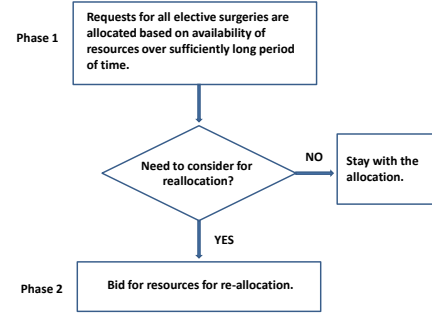 Phase 1
Requests for all elective surgeries are
allocated based on availability of
resources over sufficiently long period
of time.
Need to consider for
reallocation?
NO
Stay with the
allocation.
YES
Phase 2
Bid for resources for re-allocation.